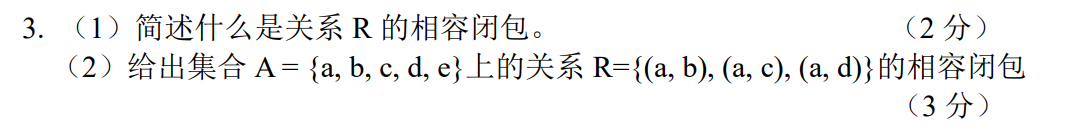 3. （1）简述什么是关系 R 的相容闭包。 （2 分）
（2）给出集合 A = {a, b, c, d, e}上的关系 R={(a, b), (a, c), (a, d)}的相容闭包
（3 分）